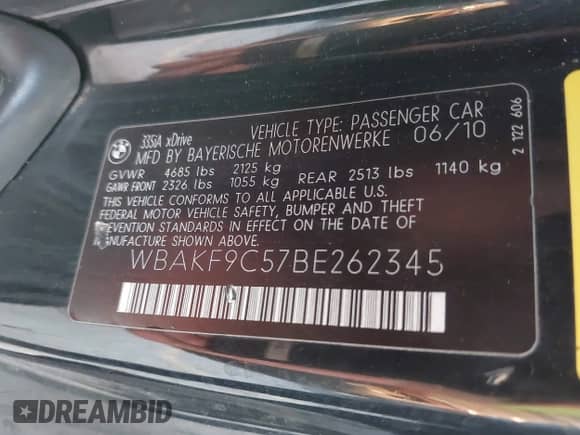 BMW
335iA xDrive
VEHICLE TYPE: PASSENGER CAR
MFD BY BAYERISCHE MOTORENWERKE 06/10
GVWR 4685 lbs 2125 kg
GAWR FRONT 2326 lbs 1055 kg REAR 2513 lbs 1140 kg
THIS VEHICLE CONFORMS TO ALL APPLICABLE U.S.
FEDERAL MOTOR VEHICLE SAFETY, BUMPER AND THEFT
PREVENTION STANDARDS IN EFFECT ON THE DATE OF
MANUFACTURE SHOWN ABOVE.
WBAKF9C57BE262345
2 122 606
DREAMBID